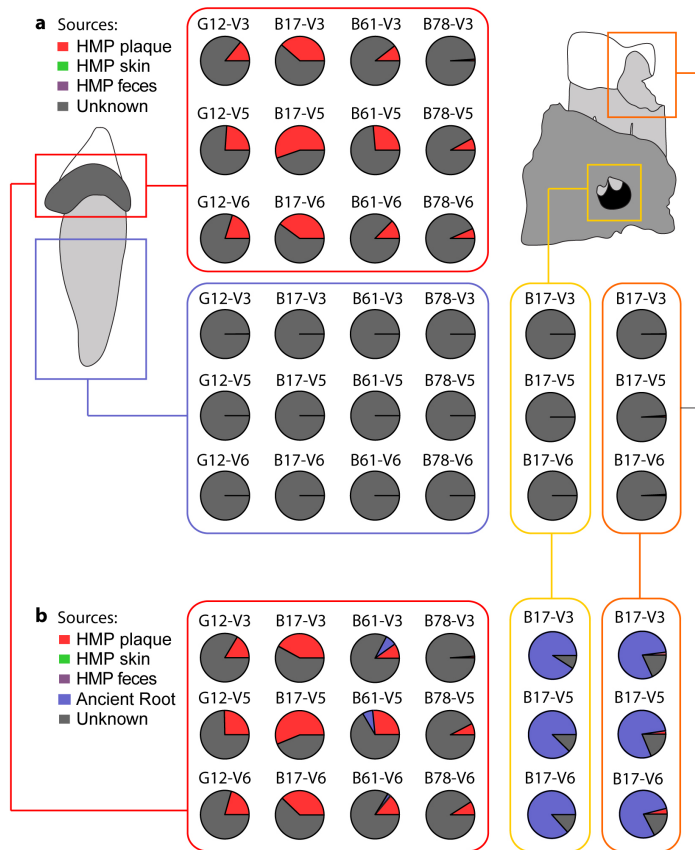 a Sources:
HMP plaque
HMP skin
HMP feces
Unknown
G12-V3 B17-V3 B61-V3 B78-V3
G12-V5 B17-V5 B61-V5 B78-V5
G12-V6 B17-V6 B61-V6 B78-V6
G12-V3 B17-V3 B61-V3 B78-V3 B17-V3 B17-V3
G12-V5 B17-V5 B61-V5 B78-V5 B17-V5 B17-V5
G12-V6 B17-V6 B61-V6 B78-V6 B17-V6 B17-V6
b Sources:
HMP plaque
HMP skin
HMP feces
Ancient Root
Unknown
G12-V3 B17-V3 B61-V3 B78-V3 B17-V3 B17-V3
G12-V5 B17-V5 B61-V5 B78-V5 B17-V5 B17-V5
G12-V6 B17-V6 B61-V6 B78-V6 B17-V6 B17-V6